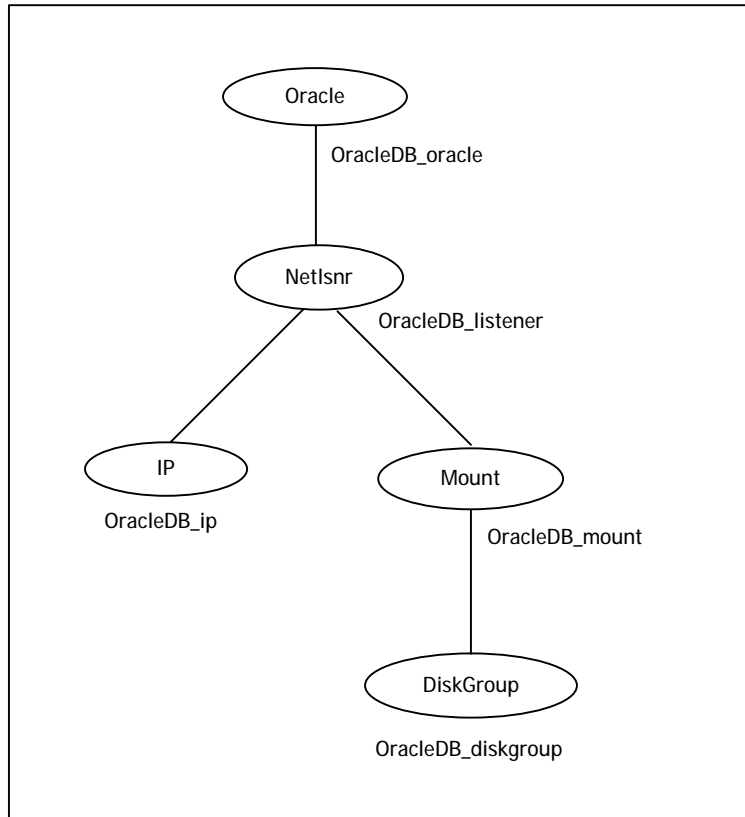 Oracle
OracleDB_oracle
Netlsnr
OracleDB_listener
IP
OracleDB_ip
Mount
OracleDB_mount
DiskGroup
OracleDB_diskgroup